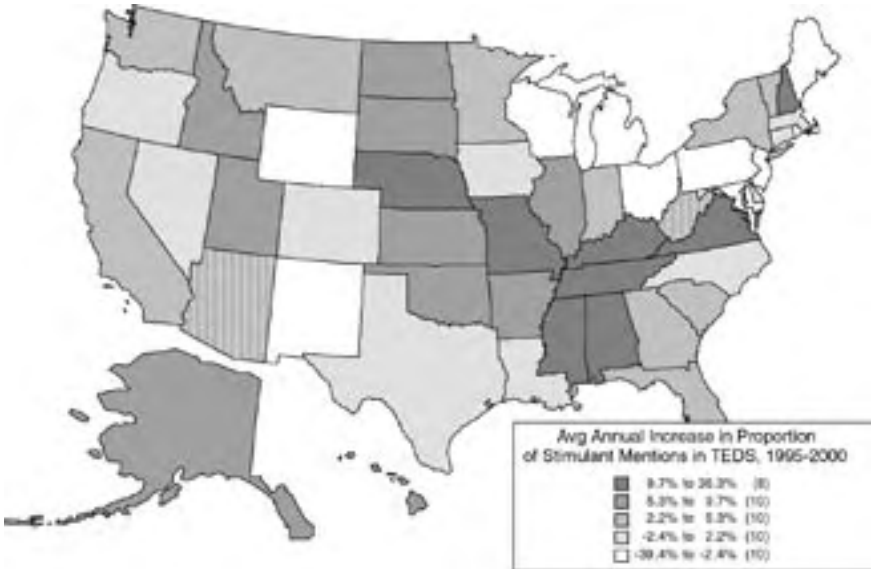 Avg Annual Increase in Proportion
of Stimulant Mentions in TEDS, 1995-2000
9.7% to 36.3% (8)
5.3% to 9.7% (10)
2.2% to 5.3% (10)
-2.4% to 2.2% (10)
-39.4% to -2.4% (10)